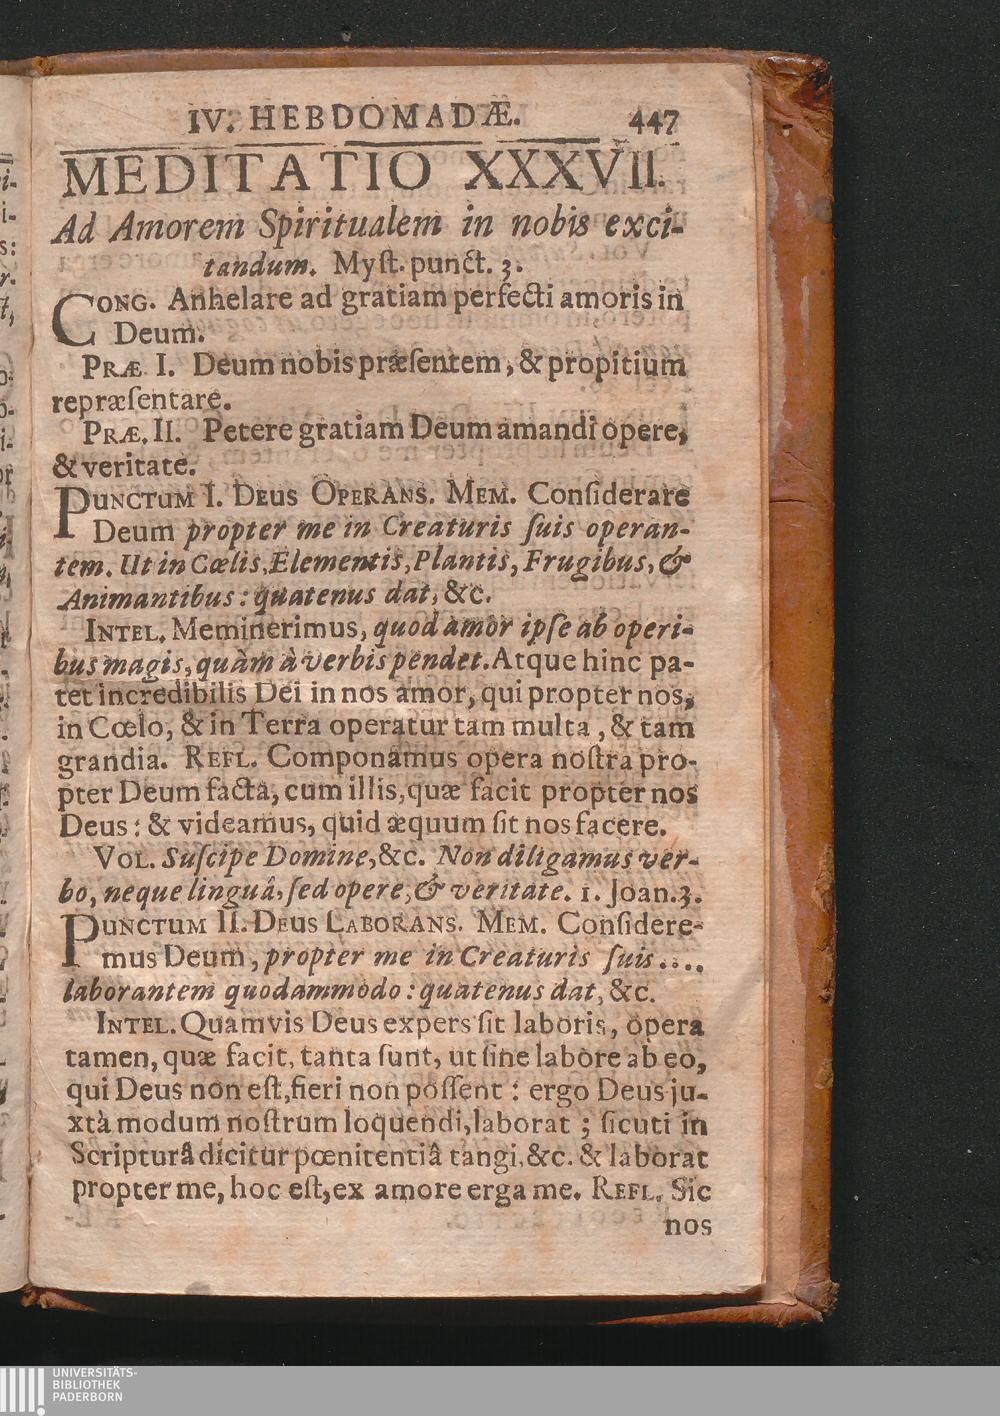 IV. HEBDOMADÆ. 447
MEDITATIO XXXVII.
Ad Amorem Spiritualem in nobis exci-
tandum. Myſt. punct. 3.
CONG. Anhelare ad gratiam perfecti amoris in
Deum.
PRÆ I. Deum nobis præſentem, & propitium
repræſentare.
PRÆ. II. Petere gratiam Deum amandi opere,
& veritate.
PUNCTUM I. DEUS OPERANS. MEM. Conſiderare
Deum propter me in Creaturis ſuis operan-
tem. Ut in Cœlis, Elementis, Plantis, Frugibus, &
Animantibus: quatenus dat, &c.
INTEL. Meminerimus, quod amor ipſe ab operi-
bus magis, quàm à verbis pendet. Atque hinc pa-
tet incredibilis Dei in nos amor, qui propter nos,
in Cœlo, & in Terra operatur tam multa, & tam
grandia. REFL. Componamus opera noſtra pro-
pter Deum facta, cum illis, quæ facit propter nos
Deus: & videamus, quid æquum ſit nos facere.
VOL. Suſcipe Domine, &c. Non diligamus ver-
bo, neque linguâ, ſed opere, & veritate. 1. Joan. 3.
PUNCTUM II. DEUS LABORANS. MEM. Conſidere-
mus Deum, propter me in Creaturis ſuis....
laborantem quodammodo: quatenus dat, &c.
INTEL. Quamvis Deus expers ſit laboris, opera
tamen, quæ facit, tanta ſunt, ut ſine labore ab eo,
qui Deus non eſt, fieri non poſſent: ergo Deus ju-
xtà modum noſtrum loquendi, laborat; ſicuti in
Scripturâ dicitur pœnitentiâ tangi, &c. & laborat
propter me, hoc eſt, ex amore erga me. REFL. Sic
nos
UNIVERSITÄTS-
BIBLIOTHEK
PADERBORN